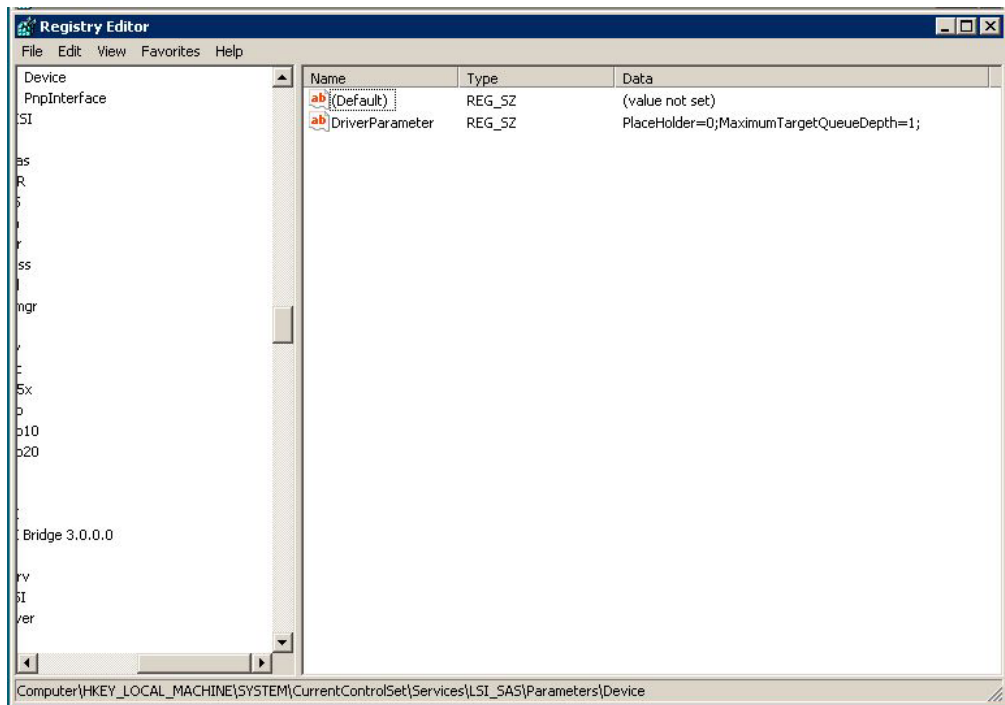 Registry Editor
File Edit View Favorites Help
Device
PnpInterface
Bridge 3.0.0.0
Name Type Data
(Default) REG_SZ (value not set)
DriverParameter REG_SZ PlaceHolder=0;MaximumTargetQueueDepth=1;
Computer\HKEY_LOCAL_MACHINE\SYSTEM\CurrentControlSet\Services\LSI_SAS\Parameters\Device